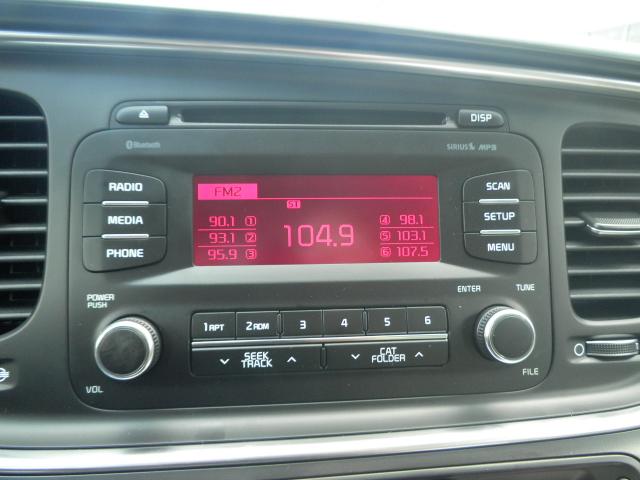 DISP
Bluetooth
SIRIUS MP3
RADIO
MEDIA
PHONE
FM2
ST
90.1 1
93.1 2
95.9 3
104.9
4 98.1
5 103.1
6 107.5
SCAN
SETUP
MENU
POWER
PUSH
VOL
1 RPT 2 RDM 3 4 5 6
SEEK
TRACK
CAT
FOLDER
ENTER TUNE
FILE